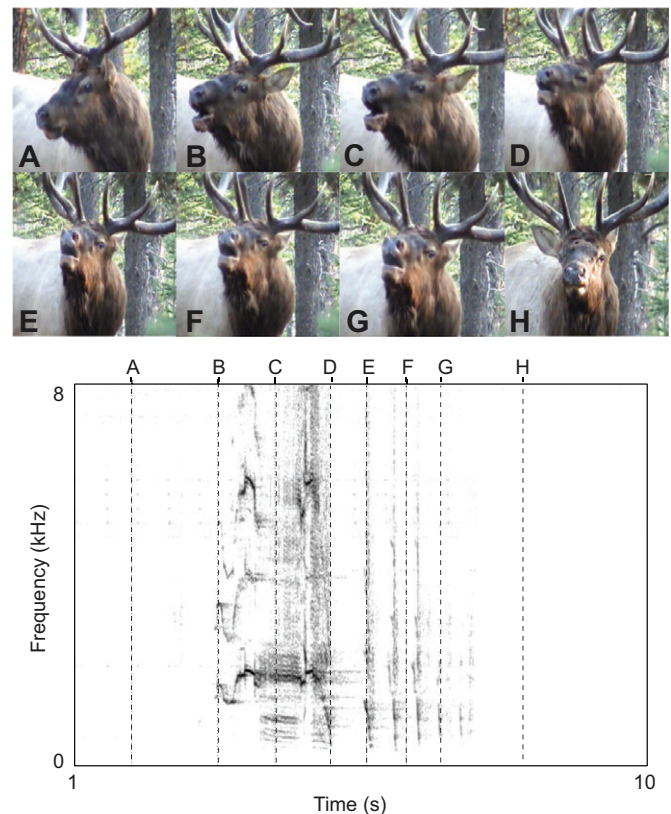 A B C D
E F G H
A B C D E F G H
8
Frequency (kHz)
0
1 10
Time (s)